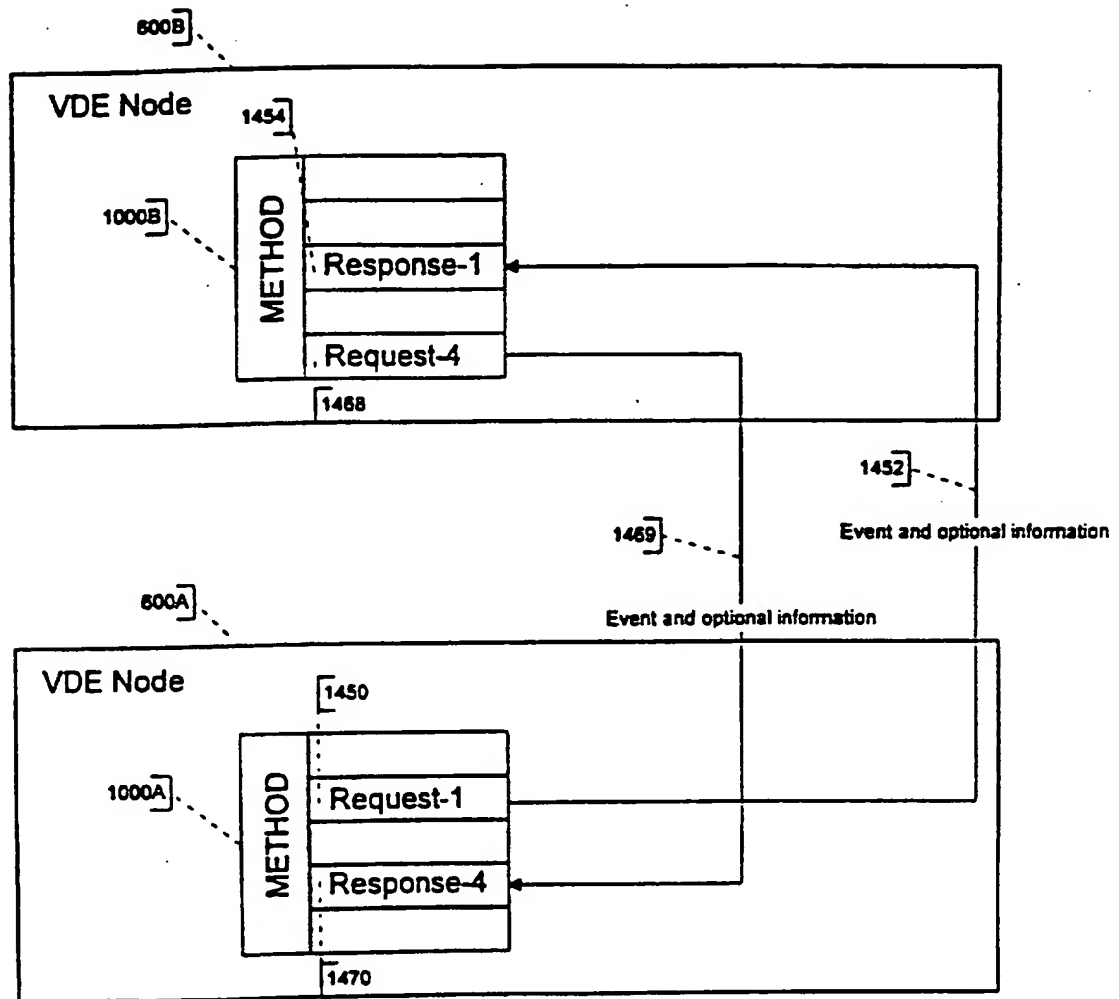 600B
VDE Node
1454
1000B
METHOD
Response-1
Request-4
1468
1452
Event and optional information
1469
600A
Event and optional information
VDE Node
1450
1000A
METHOD
Request-1
Response-4
1470